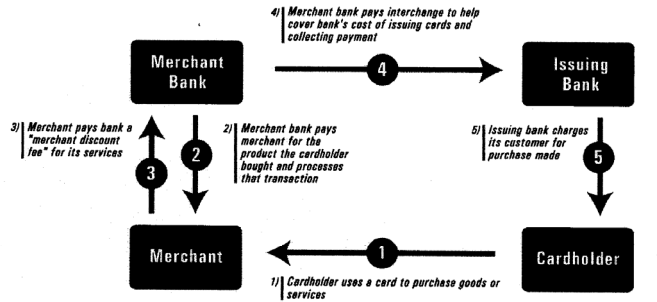 4) Merchant bank pays interchange to help
cover bank's cost of issuing cards and
collecting payment
Merchant
Bank
4
Issuing
Bank
3) Merchant pays bank a
"merchant discount
fee" for its services
3
2
2) Merchant bank pays
merchant for the
product the cardholder
bought and processes
that transaction
5) Issuing bank charges
its customer for
purchase made
5
Merchant
1
Cardholder
1) Cardholder uses a card to purchase goods or
services